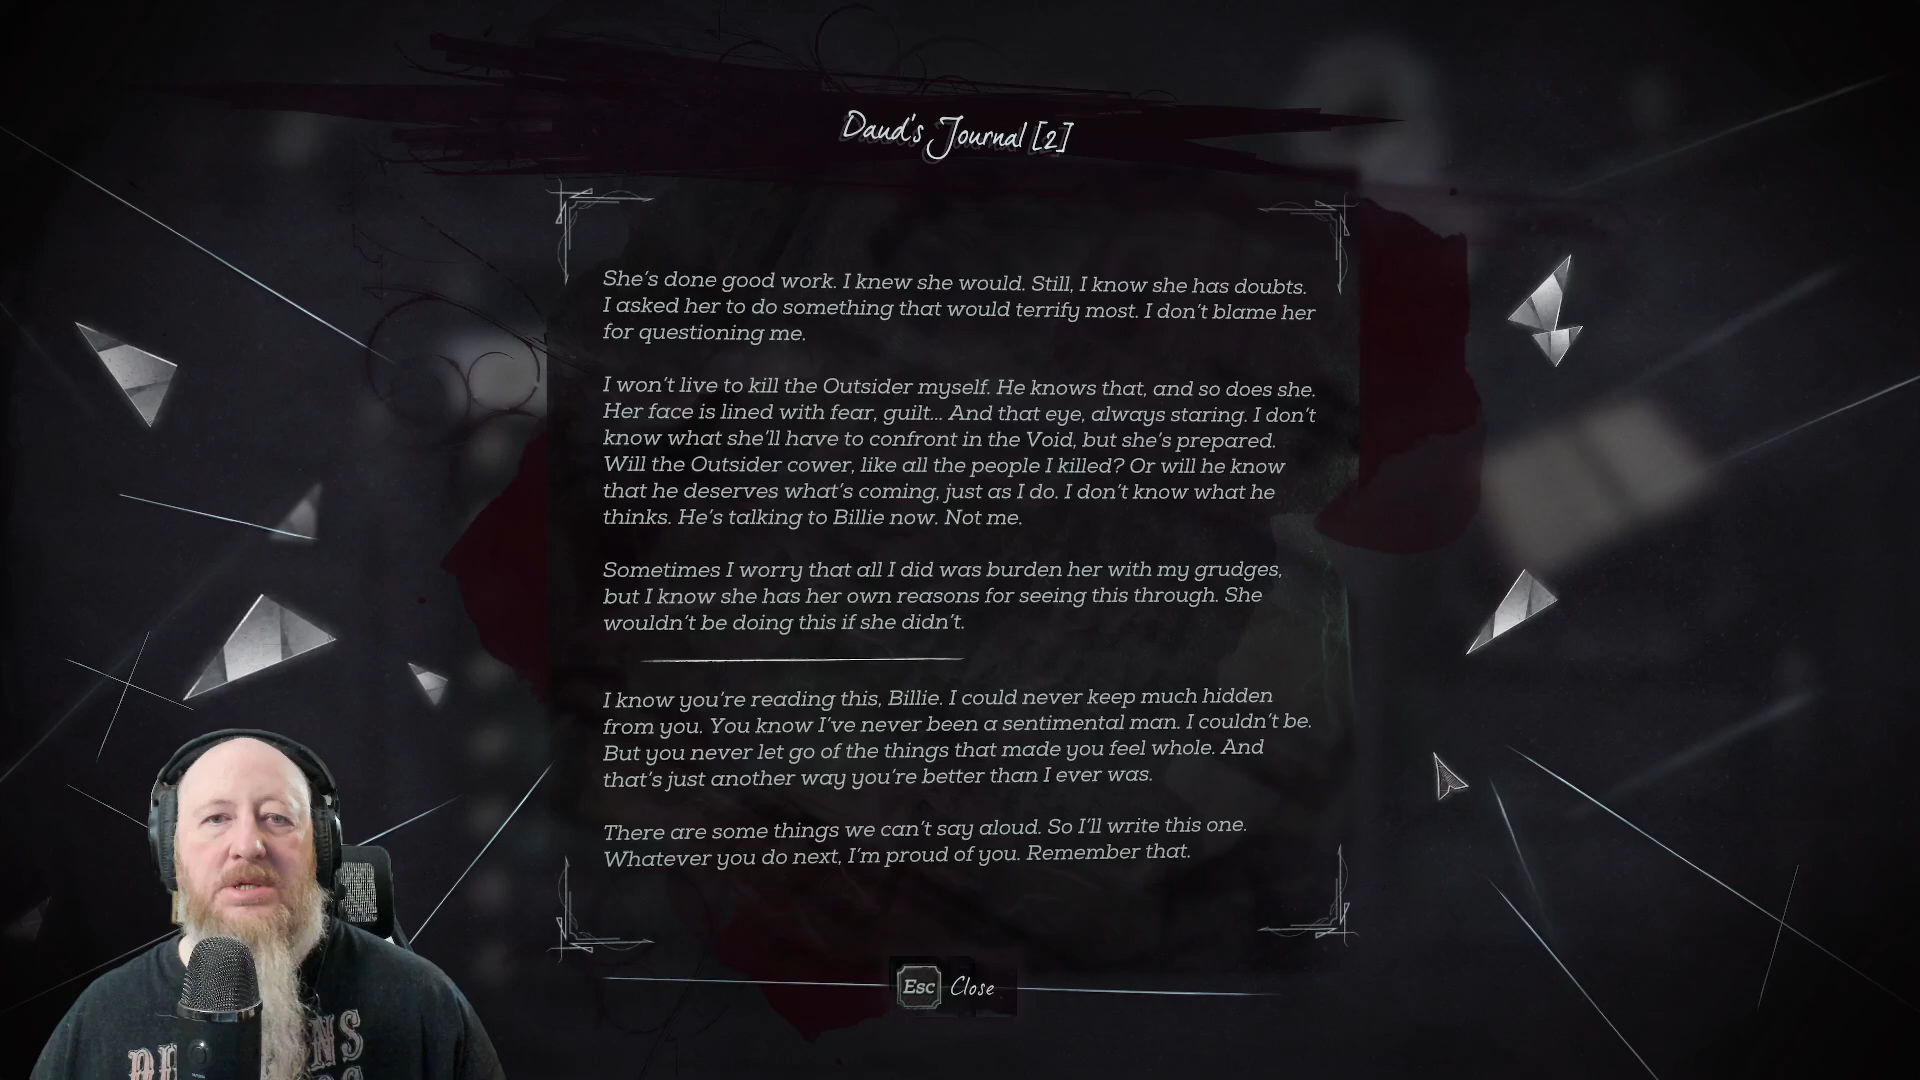 Daud's Journal [2]
She's done good work. I knew she would. Still, I know she has doubts.
I asked her to do something that would terrify most. I don't blame her
for questioning me.
I won't live to kill the Outsider myself. He knows that, and so does she.
Her face is lined with fear, guilt... And that eye, always staring. I don't
know what she'll have to confront in the Void, but she's prepared.
Will the Outsider cower, like all the people I killed? Or will he know
that he deserves what's coming, just as I do. I don't know what he
thinks. He's talking to Billie now. Not me.
Sometimes I worry that all I did was burden her with my grudges,
but I know she has her own reasons for seeing this through. She
wouldn't be doing this if she didn't.
I know you're reading this, Billie. I could never keep much hidden
from you. You know I've never been a sentimental man. I couldn't be.
But you never let go of the things that made you feel whole. And
that's just another way you're better than I ever was.
There are some things we can't say aloud. So I'll write this one.
Whatever you do next, I'm proud of you. Remember that.
Esc Close